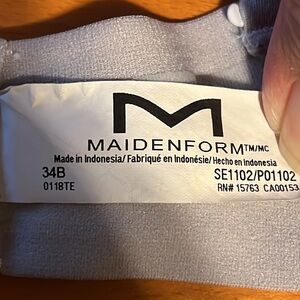 M
MAIDENFORM TM/MC
Made in Indonesia/ Fabriqué en Indonésie/ Hecho en Indonesia
34B SE1102/P01102
0118TE RN# 15763 CA00153